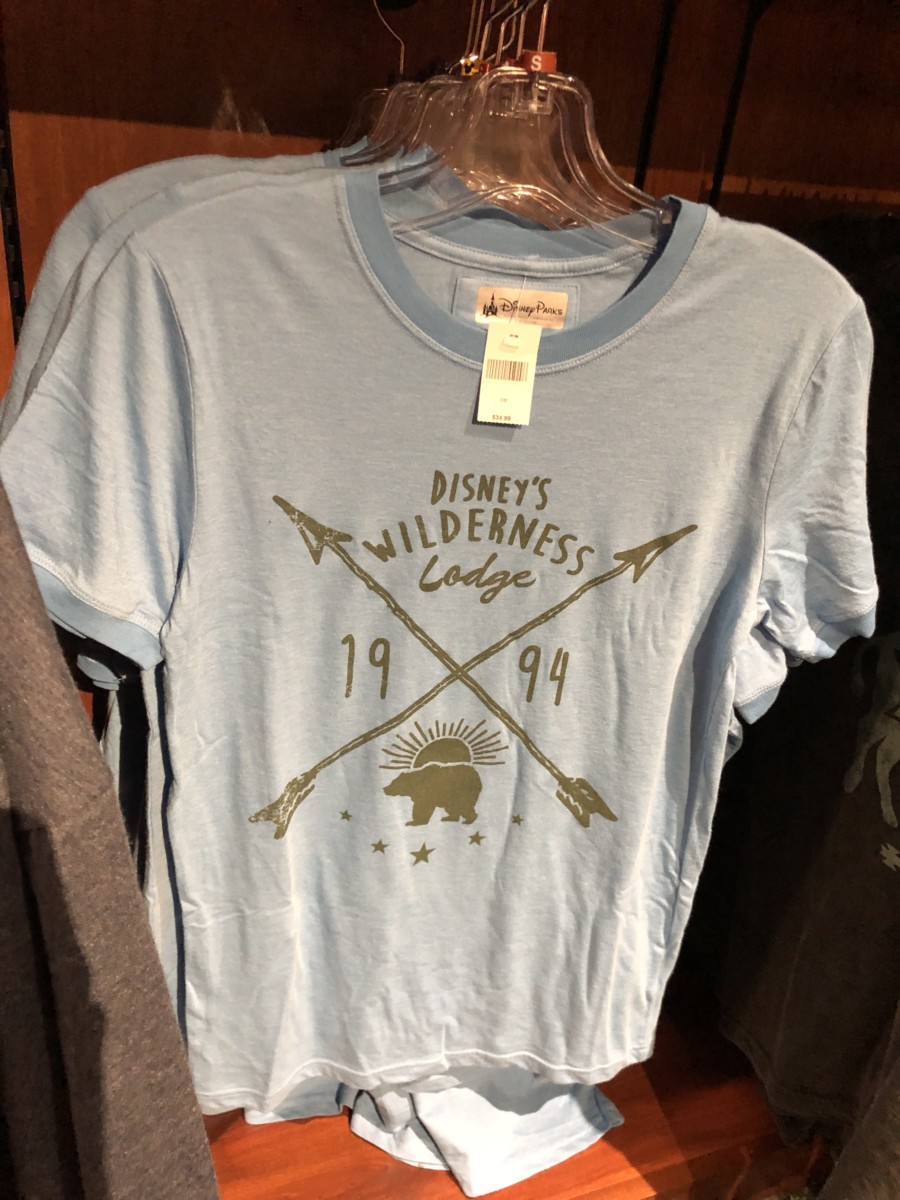 S
Disney Parks
$34.99
DISNEY'S
WILDERNESS
Lodge
19 94